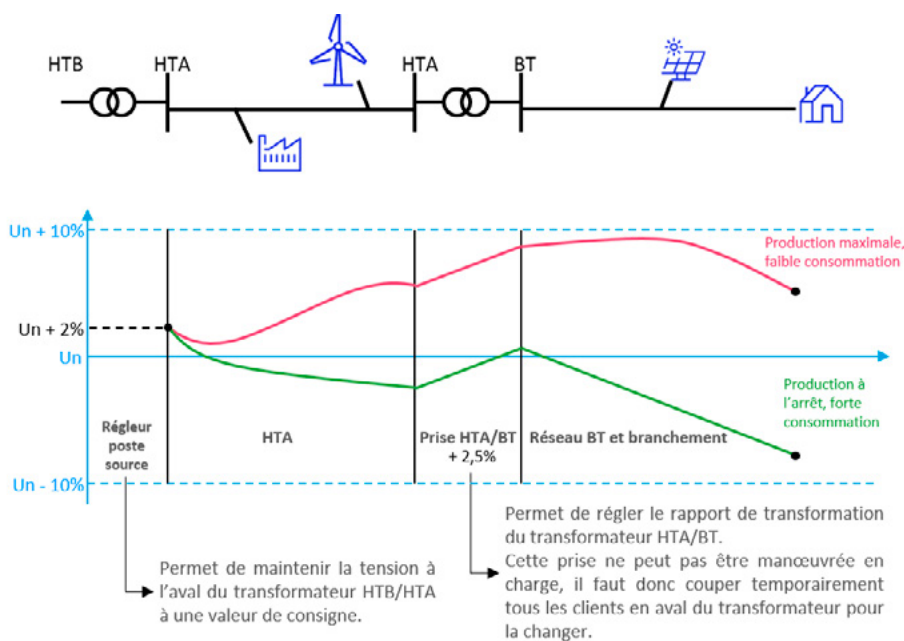 HTB
HTA
HTA
BT
Un + 10%
Production maximale,
faible consommation
Un + 2%
Un
Production à
l'arrêt, forte
consommation
Régleur
poste
source
HTA
Prise HTA/BT
+ 2,5%
Réseau BT et branchement
Un - 10%
Permet de maintenir la tension à
l'aval du transformateur HTB/HTA
à une valeur de consigne.
Permet de régler le rapport de transformation
du transformateur HTA/BT.
Cette prise ne peut pas être manœuvrée en
charge, il faut donc couper temporairement
tous les clients en aval du transformateur pour
la changer.